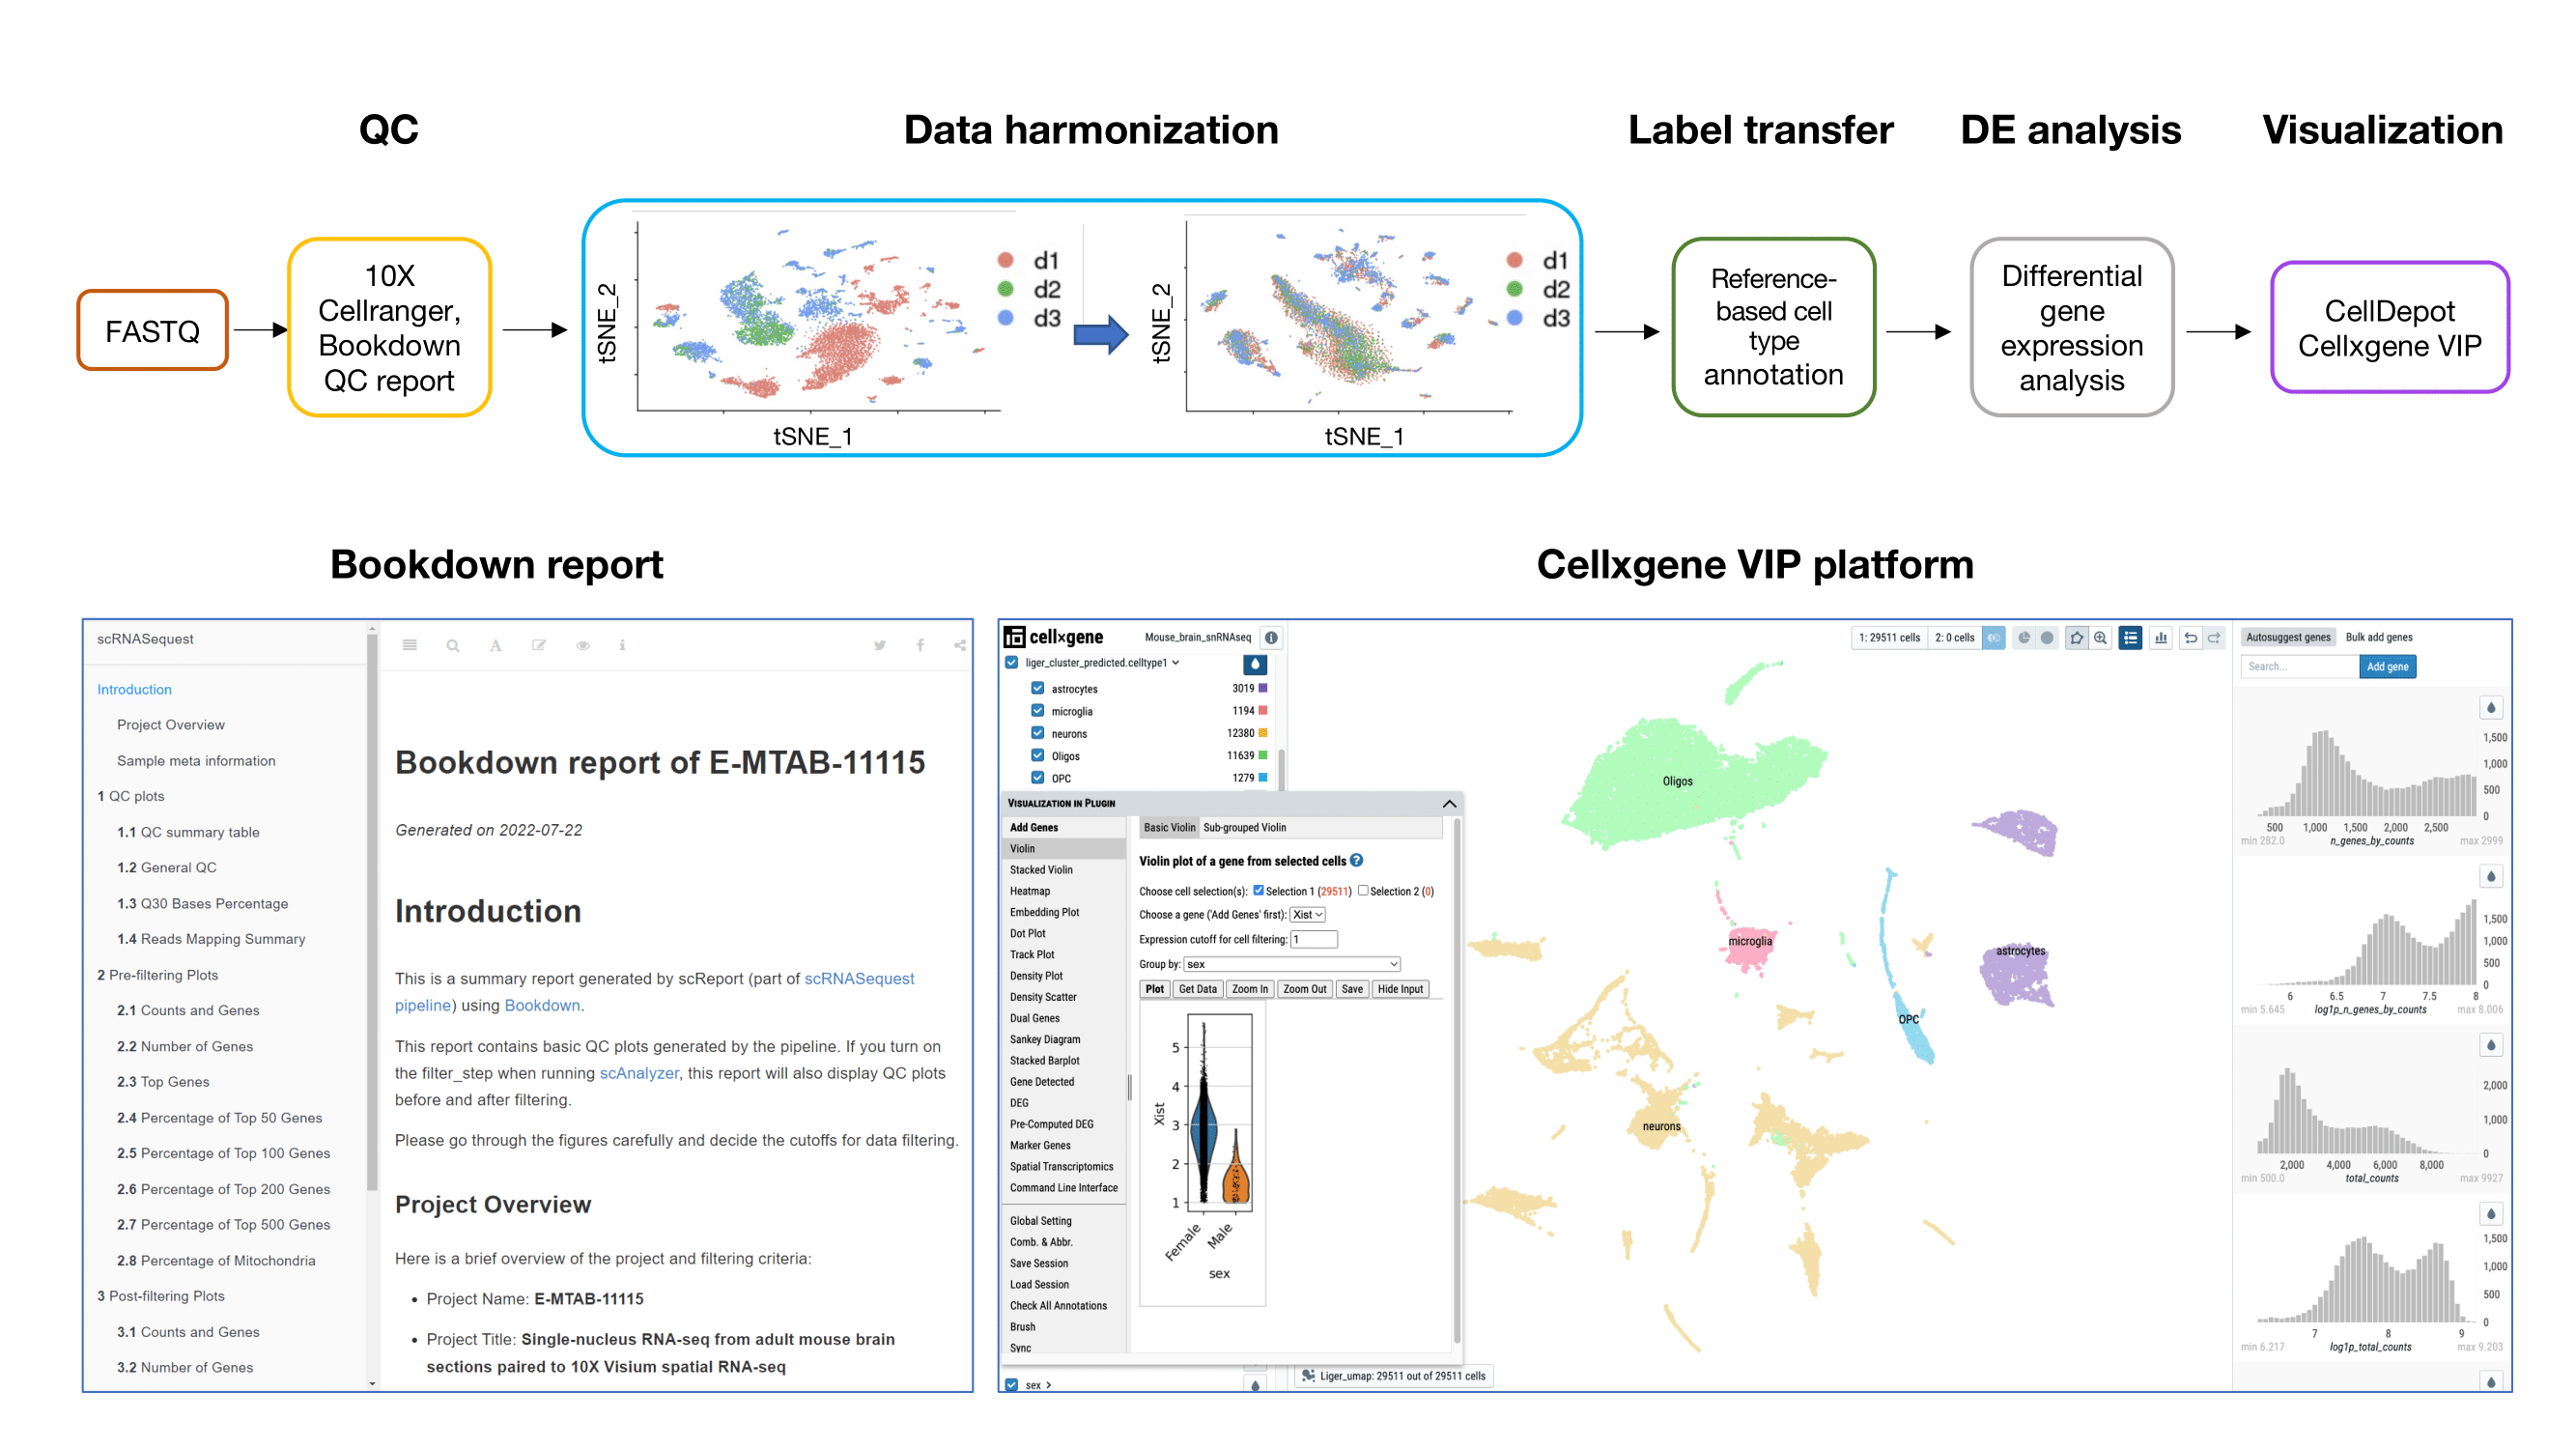 QC
Data harmonization
Label transfer
DE analysis
Visualization
FASTQ
10X
Cellranger,
Bookdown
QC report
tSNE_2
d1
d2
d3
tSNE_1
tSNE_2
d1
d2
d3
tSNE_1
Reference-
based cell
type
annotation
Differential
gene
expression
analysis
CellDepot
Cellxgene VIP
Bookdown report
Cellxgene VIP platform
scRNASequest
Introduction
Project Overview
Sample meta information
1 QC plots
1.1 QC summary table
1.2 General QC
1.3 Q30 Bases Percentage
1.4 Reads Mapping Summary
2 Pre-filtering Plots
2.1 Counts and Genes
2.2 Number of Genes
2.3 Top Genes
2.4 Percentage of Top 50 Genes
2.5 Percentage of Top 100 Genes
2.6 Percentage of Top 200 Genes
2.7 Percentage of Top 500 Genes
2.8 Percentage of Mitochondria
3 Post-filtering Plots
3.1 Counts and Genes
3.2 Number of Genes
A
i
Bookdown report of E-MTAB-11115
Generated on 2022-07-22
Introduction
This is a summary report generated by scReport (part of scRNASequest
pipeline) using Bookdown.
This report contains basic QC plots generated by the pipeline. If you turn on
the filter_step when running scAnalyzer, this report will also display QC plots
before and after filtering.
Please go through the figures carefully and decide the cutoffs for data filtering.
Project Overview
Here is a brief overview of the project and filtering criteria:
• Project Name: E-MTAB-11115
• Project Title: Single-nucleus RNA-seq from adult mouse brain
sections paired to 10X Visium spatial RNA-seq
cell×gene
Mouse_brain_snRNAseq
liger_cluster_predicted.celltype1
astrocytes 3019
microglia 1194
neurons 12380
Oligos 11639
OPC 1279
VISUALIZATION IN PLUGIN
Add Genes
Violin
Stacked Violin
Heatmap
Embedding Plot
Dot Plot
Track Plot
Density Plot
Density Scatter
Dual Genes
Sankey Diagram
Stacked Barplot
Gene Detected
DEG
Pre-Computed DEG
Marker Genes
Spatial Transcriptomics
Command Line Interface
Global Setting
Comb. & Abbr.
Save Session
Load Session
Check All Annotations
Brush
Sync
Basic Violin Sub-grouped Violin
Violin plot of a gene from selected cells ?
Choose cell selection(s): Selection 1 (29511) Selection 2 (0)
Choose a gene ('Add Genes' first): Xist
Expression cutoff for cell filtering: 1
Group by: sex
Plot Get Data Zoom In Zoom Out Save Hide Input
5
4
3
2
1
Xist
Female Male
sex
sex >
1: 29511 cells 2: 0 cells
Oligos
microglia
astrocytes
OPC
neurons
Liger_umap: 29511 out of 29511 cells
Autosuggest genes Bulk add genes
Search... Add gene
1,500
1,000
500
0
500 1,000 1,500 2,000 2,500
min 282.0 n_genes_by_counts max 2999
1,500
1,000
500
0
6 6.5 7 7.5 8
min 5.645 log1p_n_genes_by_counts max 8.006
2,000
1,000
0
2,000 4,000 6,000 8,000
min 500.0 total_counts max 9927
1,500
1,000
500
0
7 8 9
min 6.217 log1p_total_counts max 9.203